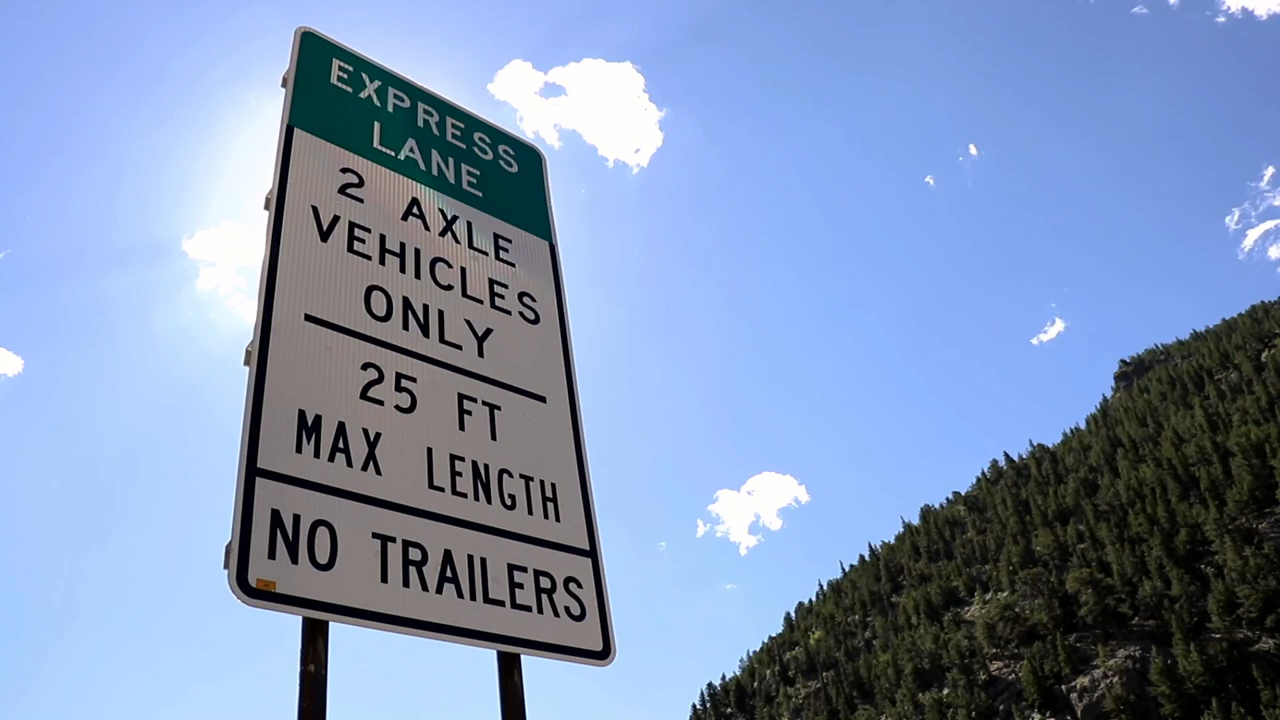 EXPRESS
LANE
2 AXLE
VEHICLES
ONLY
25 FT
MAX LENGTH
NO TRAILERS